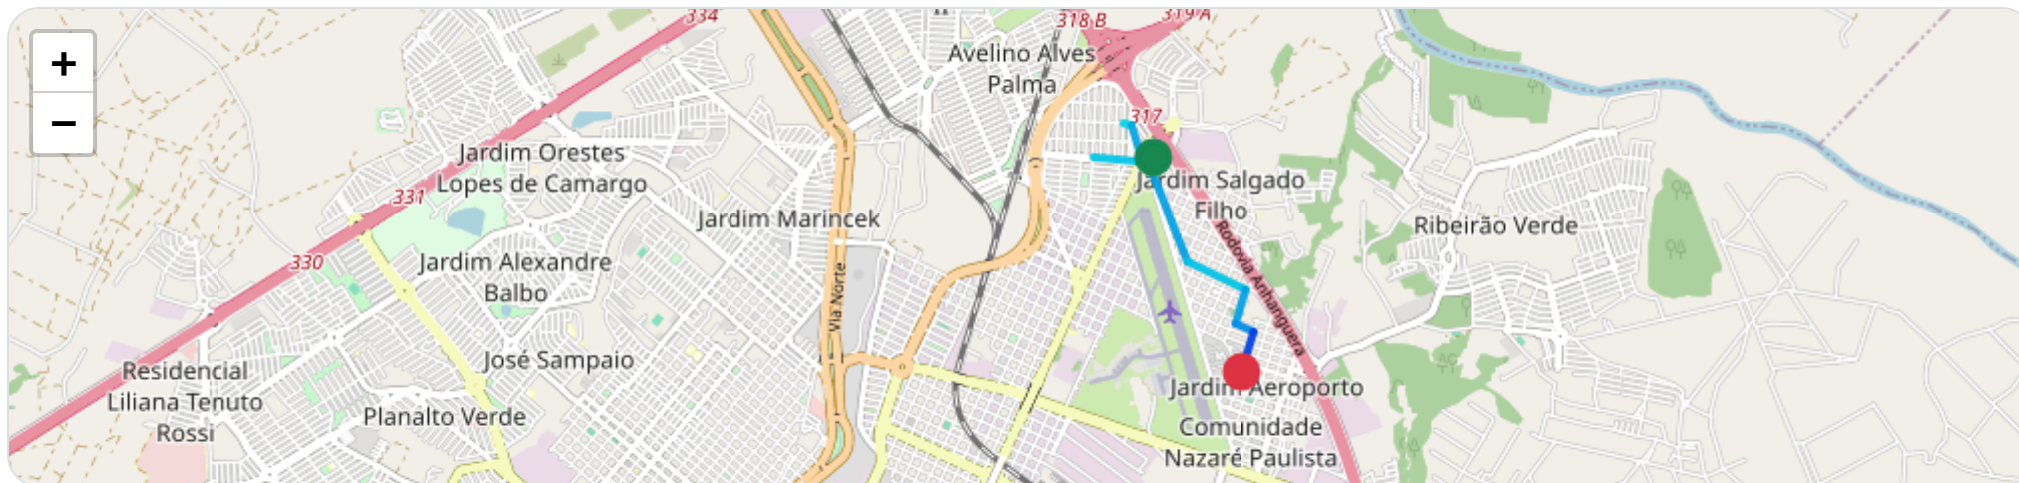 334
318 B
319 A
+
−
Avelino Alves
Palma
317
Jardim Orestes
Lopes de Camargo
331
Jardim Salgado
Filho
Jardim Marincek
Ribeirão Verde
330
Jardim Alexandre
Balbo
Via Norte
Rodovia Anhanguera
José Sampaio
Residencial
Liliana Tenuto
Rossi
Jardim Aeroporto
Planalto Verde
Comunidade
Nazaré Paulista